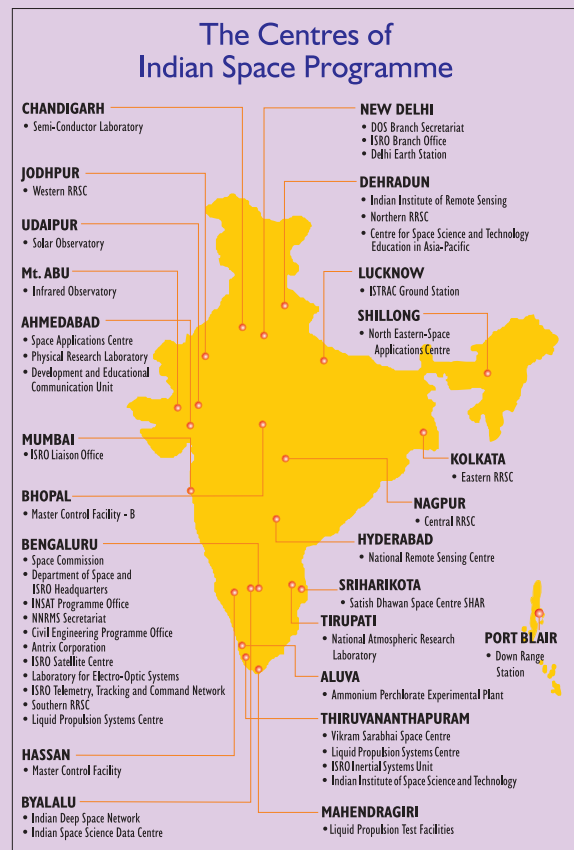 The Centres of
Indian Space Programme
CHANDIGARH
• Semi-Conductor Laboratory
JODHPUR
• Western RRSC
UDAIPUR
• Solar Observatory
Mt. ABU
• Infrared Observatory
AHMEDABAD
• Space Applications Centre
• Physical Research Laboratory
• Development and Educational
Communication Unit
MUMBAI
• ISRO Liaison Office
BHOPAL
• Master Control Facility - B
BENGALURU
• Space Commission
• Department of Space and
ISRO Headquarters
• INSAT Programme Office
• NNRMS Secretariat
• Civil Engineering Programme Office
• Antrix Corporation
• ISRO Satellite Centre
• Laboratory for Electro-Optic Systems
• ISRO Telemetry, Tracking and Command Network
• Southern RRSC
• Liquid Propulsion Systems Centre
HASSAN
• Master Control Facility
BYALALU
• Indian Deep Space Network
• Indian Space Science Data Centre
NEW DELHI
• DOS Branch Secretariat
• ISRO Branch Office
• Delhi Earth Station
DEHRADUN
• Indian Institute of Remote Sensing
• Northern RRSC
• Centre for Space Science and Technology
Education in Asia-Pacific
LUCKNOW
• ISTRAC Ground Station
SHILLONG
• North Eastern-Space
Applications Centre
KOLKATA
• Eastern RRSC
NAGPUR
• Central RRSC
HYDERABAD
• National Remote Sensing Centre
SRIHARIKOTA
• Satish Dhawan Space Centre SHAR
TIRUPATI
• National Atmospheric Research
Laboratory
PORT BLAIR
• Down Range
Station
ALUVA
• Ammonium Perchlorate Experimental Plant
THIRUVANANTHAPURAM
• Vikram Sarabhai Space Centre
• Liquid Propulsion Systems Centre
• ISRO Inertial Systems Unit
• Indian Institute of Space Science and Technology
MAHENDRAGIRI
• Liquid Propulsion Test Facilities